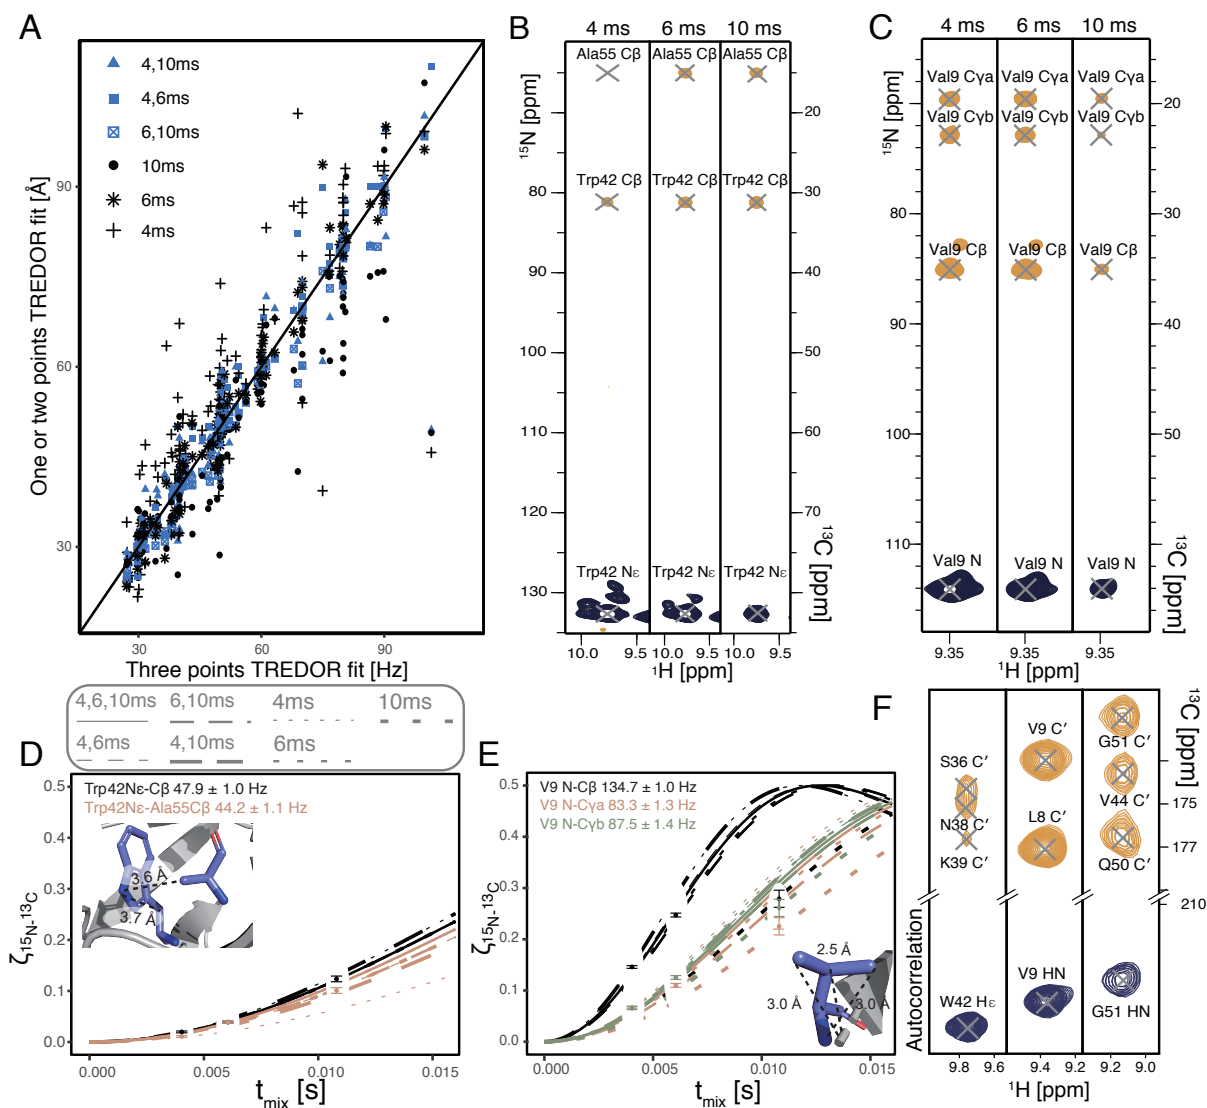 A
4,10ms
4,6ms
6,10ms
10ms
6ms
4ms
One or two points TREDOR fit [Å]
90
60
30
30
60
90
Three points TREDOR fit [Hz]
B
4 ms
6 ms
10 ms
Ala55 Cβ
Ala55 Cβ
Ala55 Cβ
Trp42 Cβ
Trp42 Cβ
Trp42 Cβ
Trp42 Nε
Trp42 Nε
Trp42 Nε
¹⁵N [ppm]
80
90
100
110
120
130
20
30
40
50
60
70
¹³C [ppm]
10.0
9.5
10.0
9.5
10.0
9.5
¹H [ppm]
C
4 ms
6 ms
10 ms
Val9 Cγa
Val9 Cγa
Val9 Cγa
Val9 Cγb
Val9 Cγb
Val9 Cγb
Val9 Cβ
Val9 Cβ
Val9 Cβ
Val9 N
Val9 N
Val9 N
¹⁵N [ppm]
80
90
100
110
20
30
40
50
¹³C [ppm]
9.35
9.35
9.35
¹H [ppm]
4,6,10ms
6,10ms
4ms
10ms
4,6ms
4,10ms
6ms
D
Trp42Nε-Cβ 47.9 ± 1.0 Hz
Trp42Nε-Ala55Cβ 44.2 ± 1.1 Hz
3.6 Å
3.7 Å
ζ15N-13C
0.5
0.4
0.3
0.2
0.1
0.0
0.000
0.005
0.010
0.015
tmix [s]
E
V9 N-Cβ 134.7 ± 1.0 Hz
V9 N-Cγa 83.3 ± 1.3 Hz
V9 N-Cγb 87.5 ± 1.4 Hz
2.5 Å
3.0 Å
3.0 Å
ζ15N-13C
0.5
0.4
0.3
0.2
0.1
0.0
0.000
0.005
0.010
0.015
tmix [s]
F
S36 C′
N38 C′
K39 C′
V9 C′
L8 C′
G51 C′
V44 C′
Q50 C′
W42 Hε
V9 HN
G51 HN
Autocorrelation
¹³C [ppm]
175
177
210
9.8
9.6
9.4
9.2
9.2
9.0
¹H [ppm]